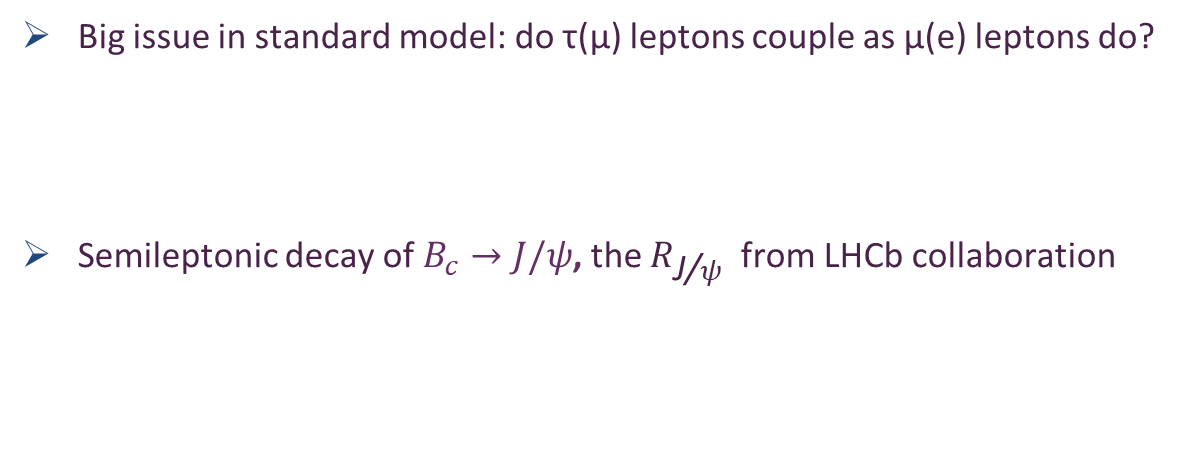 ➢ Big issue in standard model: do τ(μ) leptons couple as μ(e) leptons do?
➢ Semileptonic decay of B_c → J/ψ, the R_{J/ψ} from LHCb collaboration